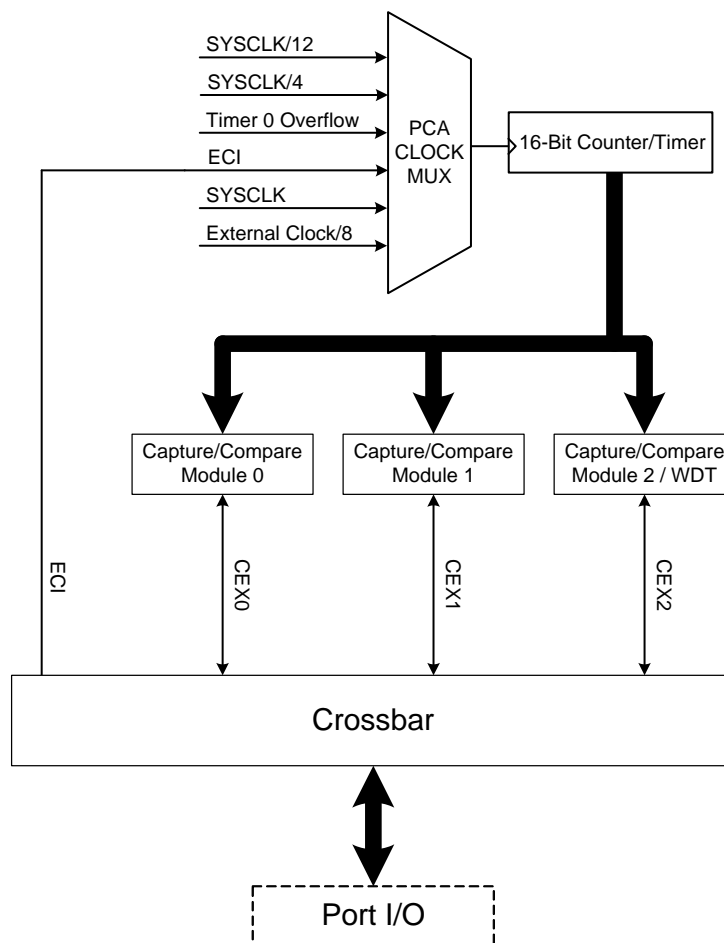 SYSCLK/12
SYSCLK/4
Timer 0 Overflow
ECI
SYSCLK
External Clock/8
PCA
CLOCK
MUX
16-Bit Counter/Timer
Capture/Compare
Module 0
Capture/Compare
Module 1
Capture/Compare
Module 2 / WDT
ECI
CEX0
CEX1
CEX2
Crossbar
Port I/O